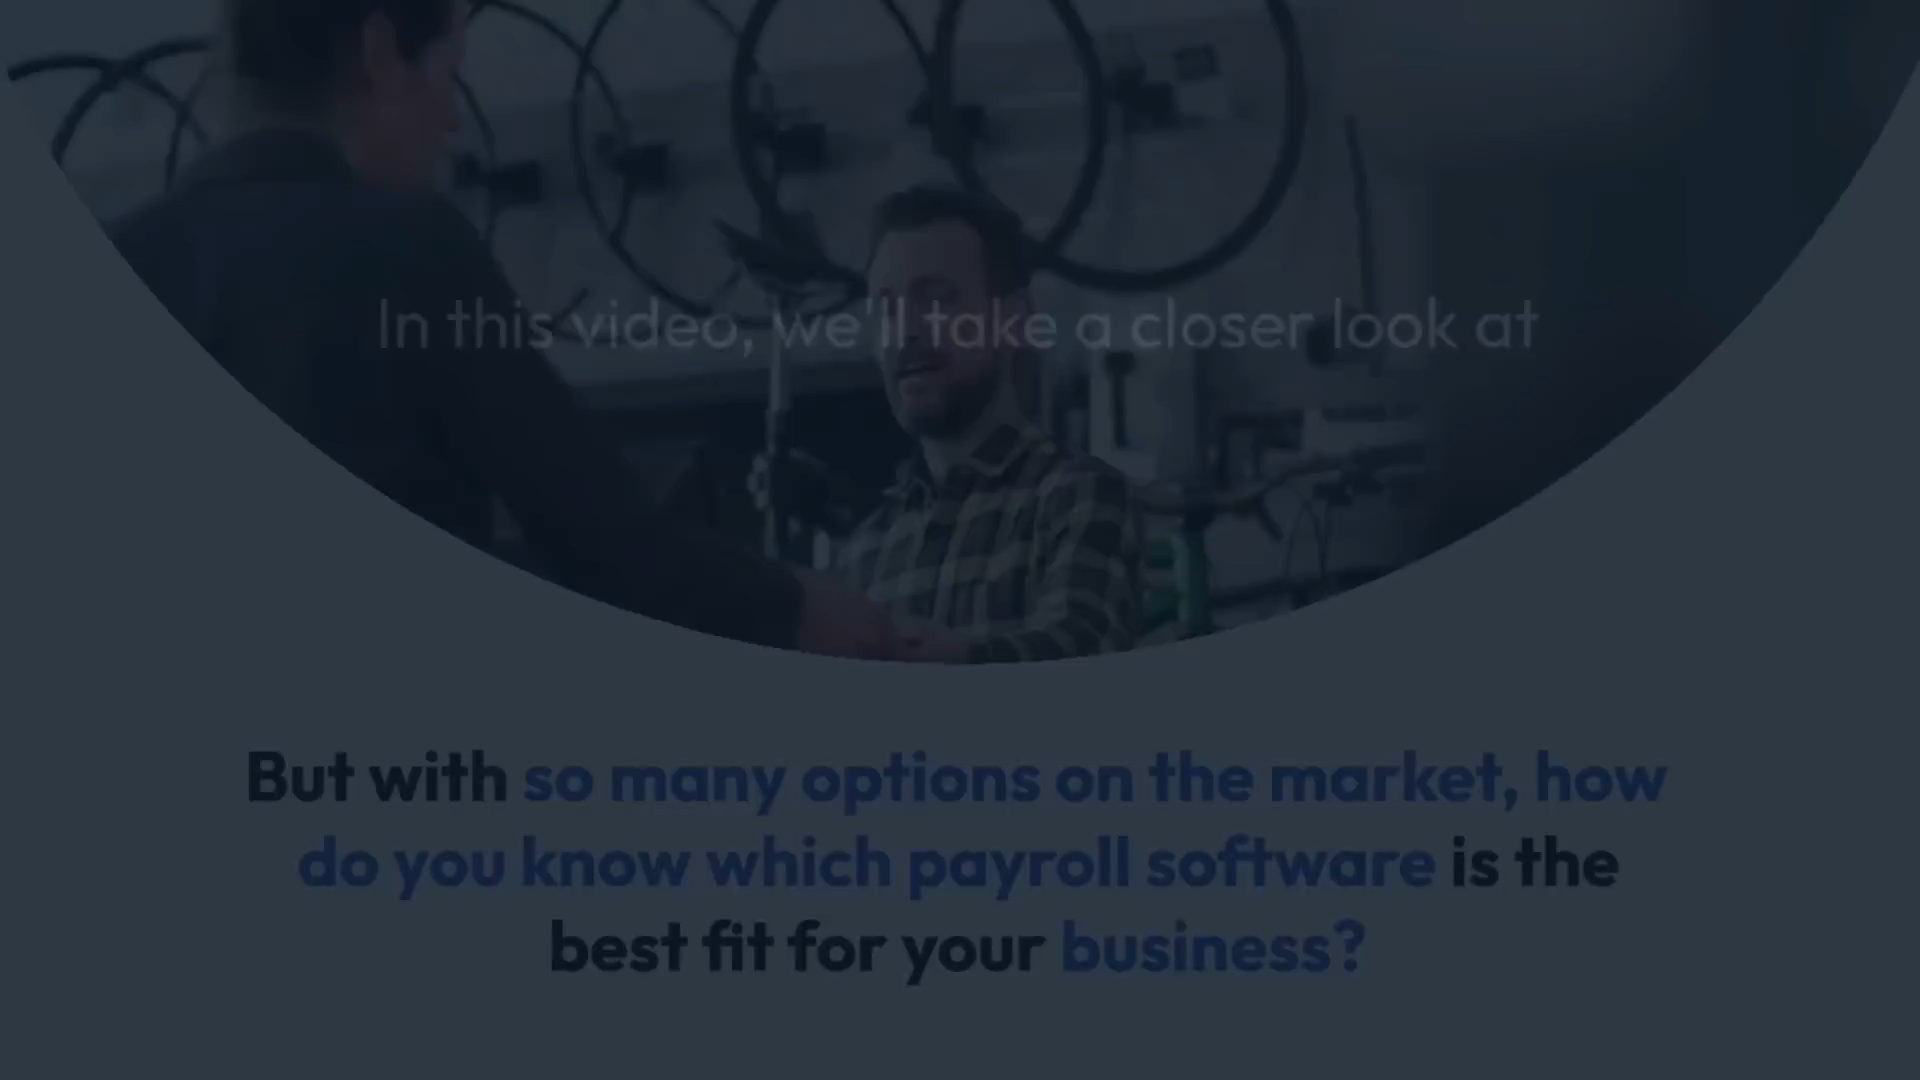 In this video, we'll take a closer look at
But with so many options on the market, how
do you know which payroll software is the
best fit for your business?